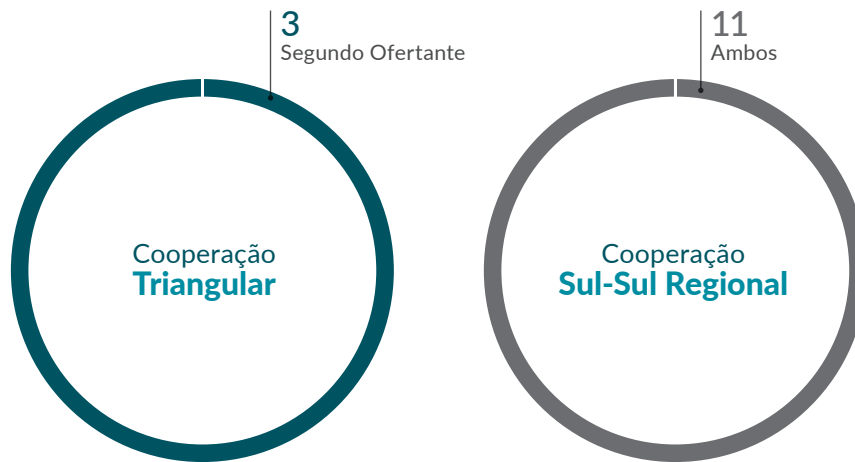 3
Segundo Ofertante
Cooperação
Triangular
11
Ambos
Cooperação
Sul-Sul Regional